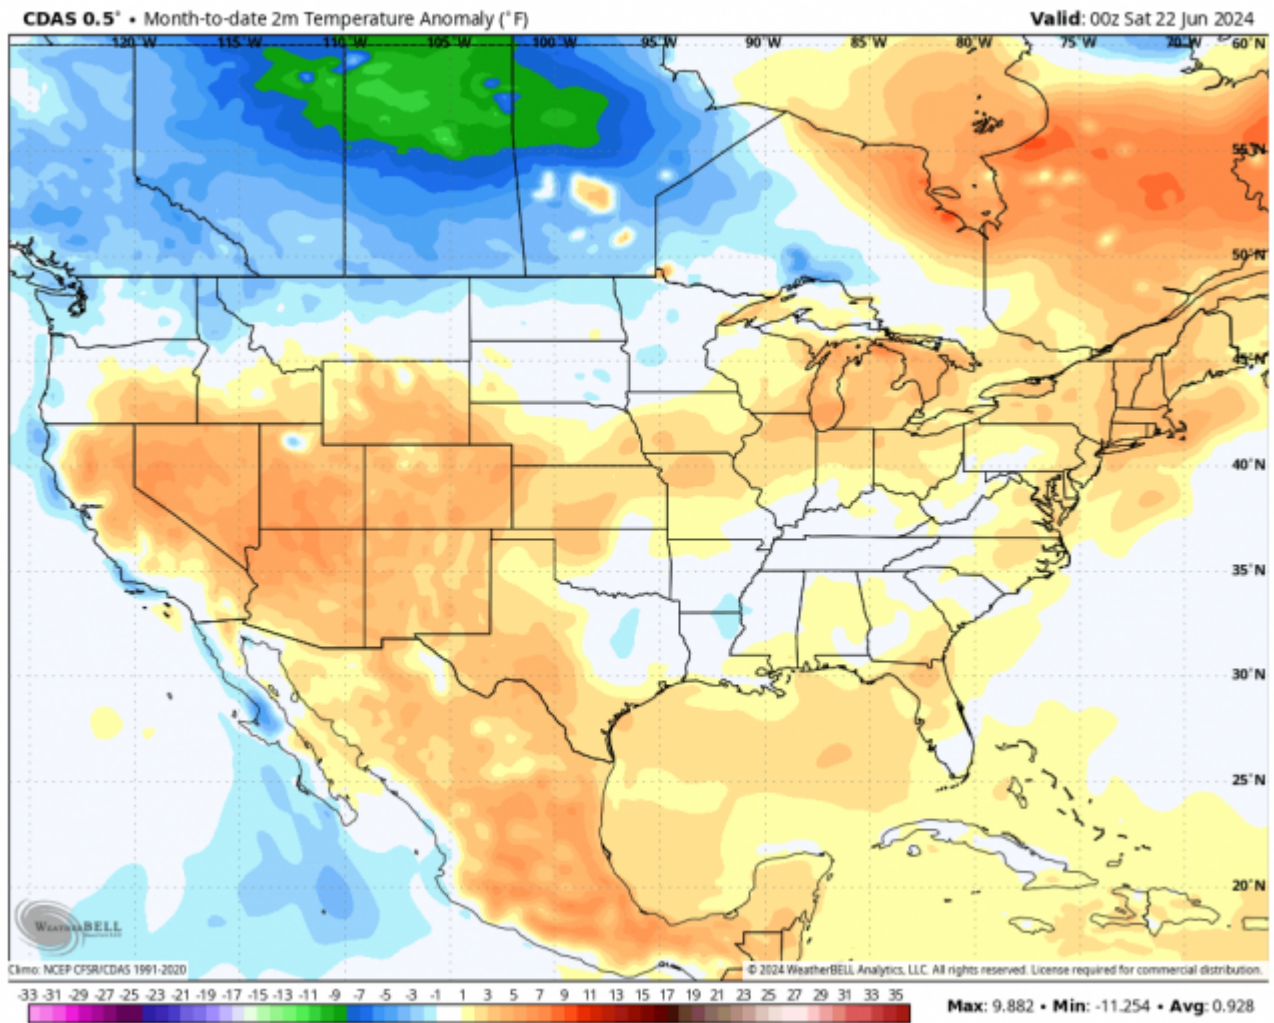 CDAS 0.5° • Month-to-date 2m Temperature Anomaly (°F)
Valid: 00z Sat 22 Jun 2024
120°W 115°W 110°W 105°W 100°W 95°W 90°W 85°W 80°W 75°W 70°W
60°N
55°N
50°N
45°N
40°N
35°N
30°N
25°N
20°N
WEATHERBELL
Climo: NCEP CFSR/CDAS 1991-2020
© 2024 WeatherBELL Analytics, LLC. All rights reserved. License required for commercial distribution.
-33 -31 -29 -27 -25 -23 -21 -19 -17 -15 -13 -11 -9 -7 -5 -3 -1 1 3 5 7 9 11 13 15 17 19 21 23 25 27 29 31 33 35
Max: 9.882 • Min: -11.254 • Avg: 0.928